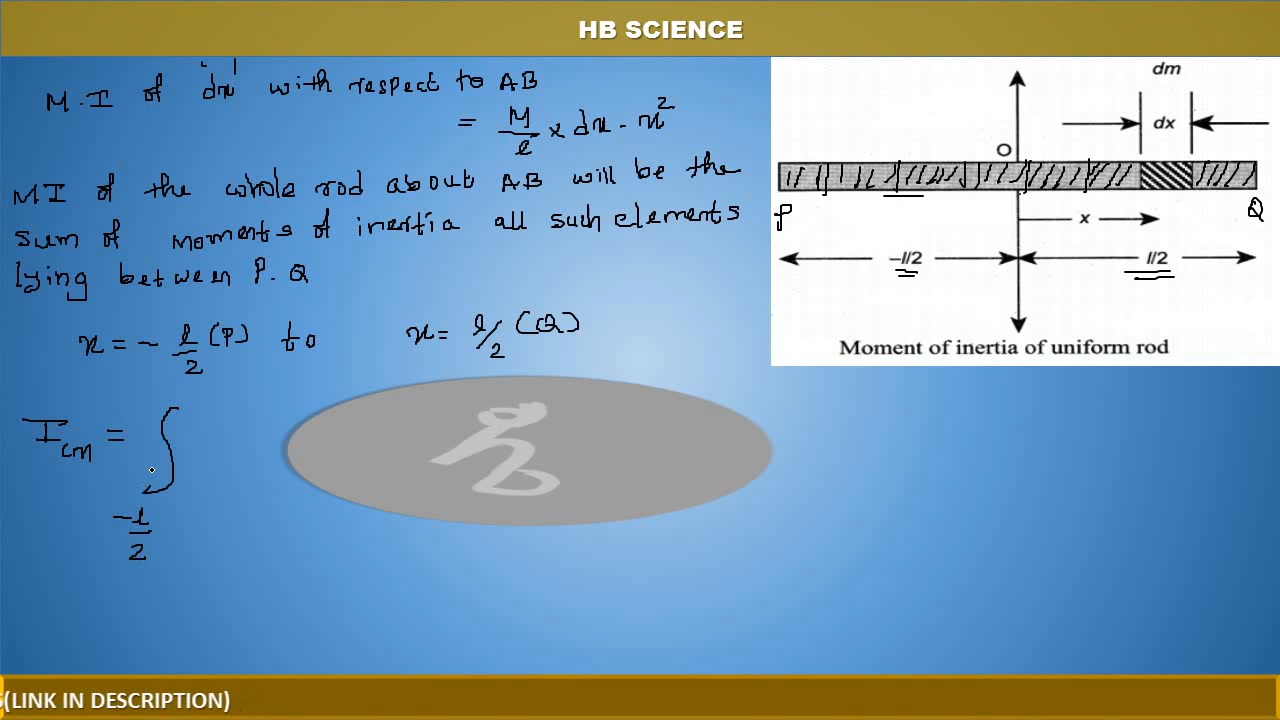 HB SCIENCE
M.I of dx with respect to AB
= M/l x dx . x²
MI of the whole rod about AB will be the
sum of moments of inertia all such elements
lying between P.Q
x = - l/2 (P) to x = l/2 (Q)
I cm = ∫
-l/2
dm
dx
O
P
Q
x
-l/2
l/2
Moment of inertia of uniform rod
hb
(LINK IN DESCRIPTION)